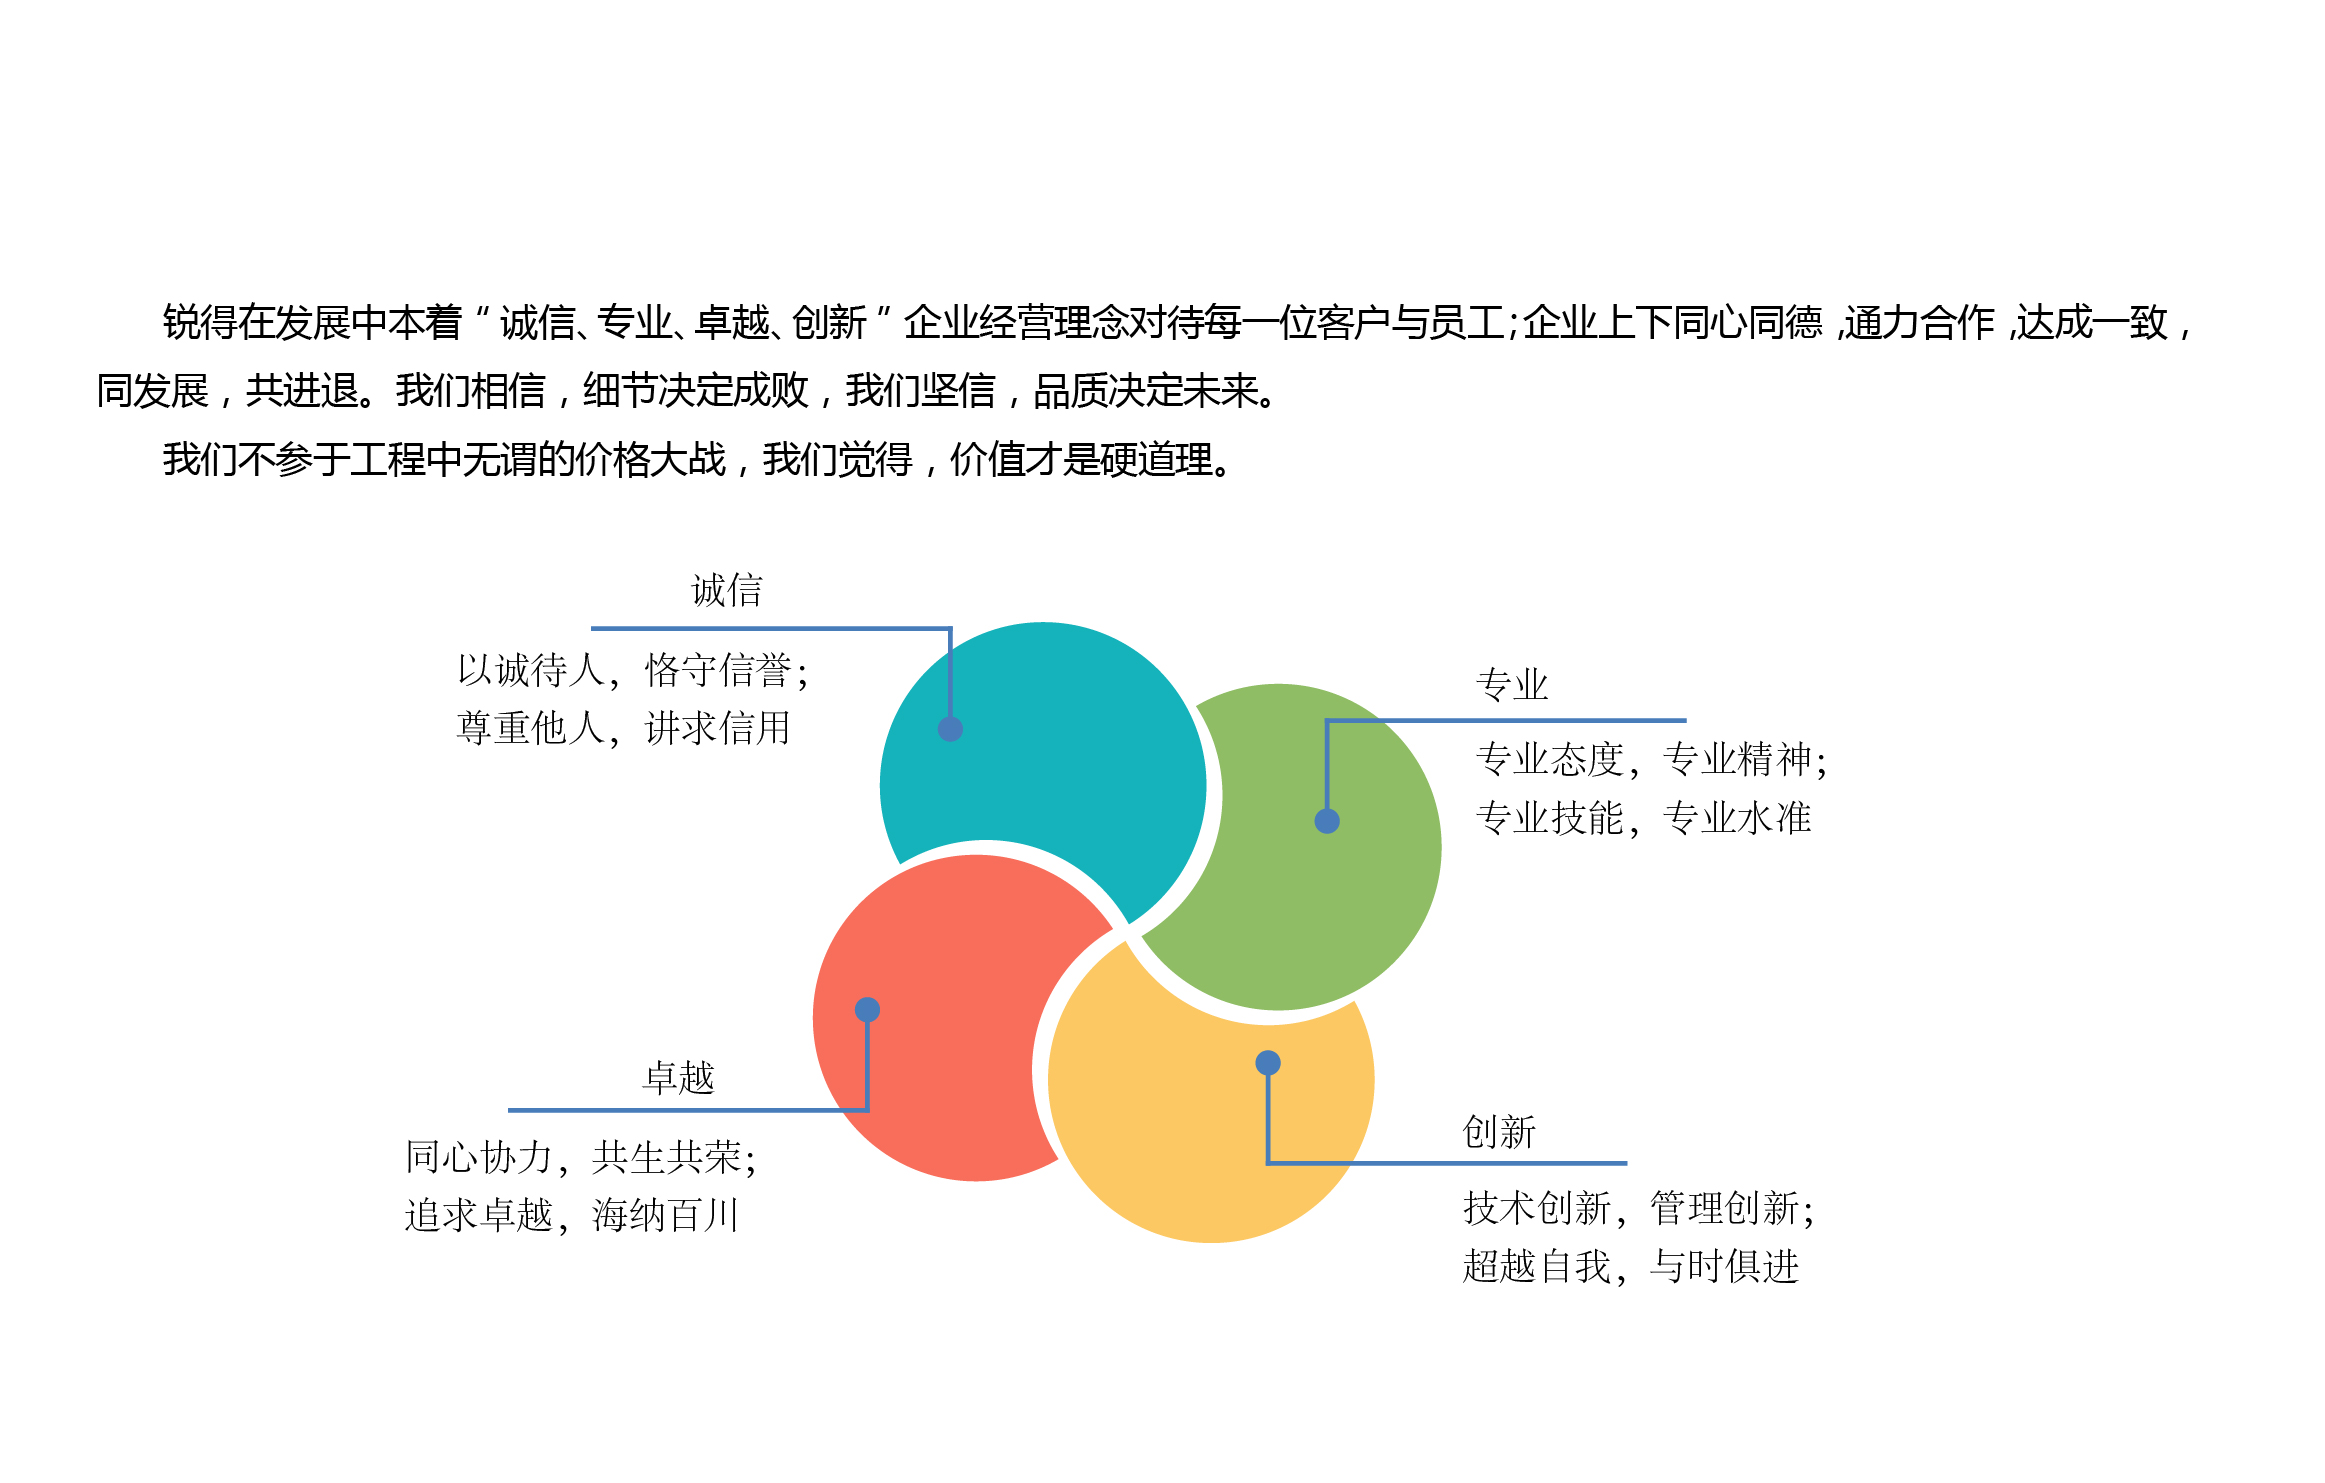 锐得在发展中本着“诚信、专业、卓越、创新”企业经营理念对待每一位客户与员工；企业上下同心同德，通力合作，达成一致，
同发展，共进退。我们相信，细节决定成败，我们坚信，品质决定未来。
我们不参于工程中无谓的价格大战，我们觉得，价值才是硬道理。
诚信
以诚待人，恪守信誉；
尊重他人，讲求信用
专业
专业态度，专业精神；
专业技能，专业水准
卓越
同心协力，共生共荣；
追求卓越，海纳百川
创新
技术创新，管理创新；
超越自我，与时俱进